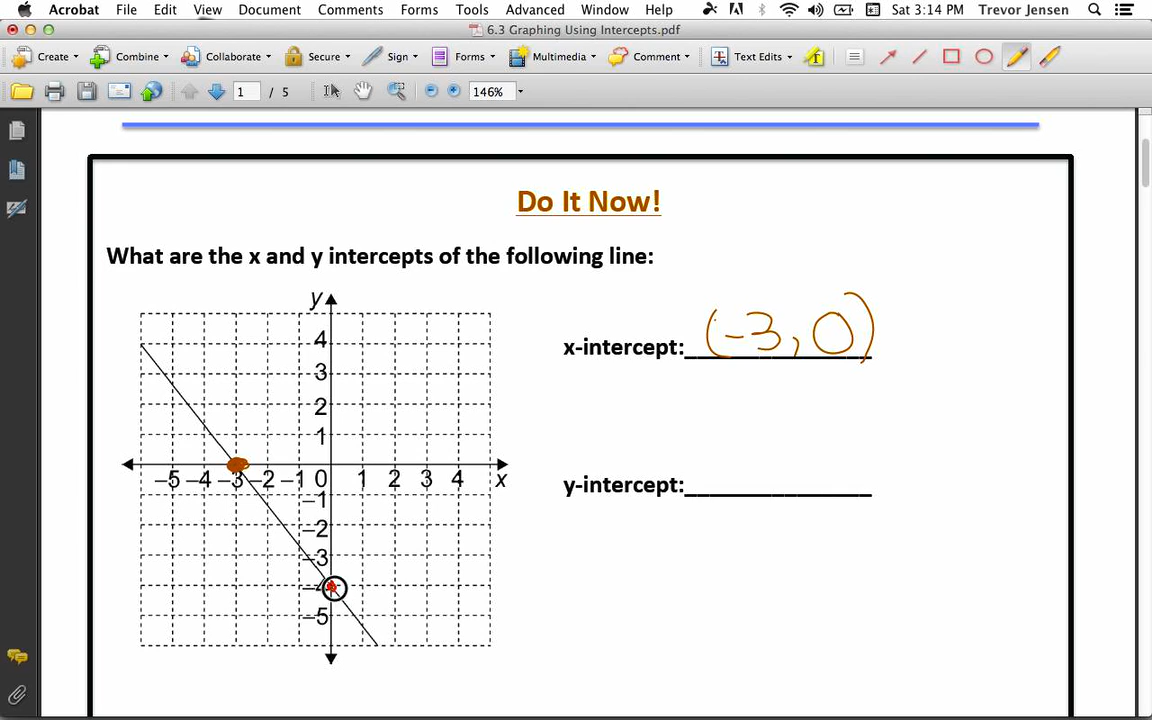 Acrobat File Edit View Document Comments Forms Tools Advanced Window Help Sat 3:14 PM Trevor Jensen
6.3 Graphing Using Intercepts.pdf
Create Combine Collaborate Secure Sign Forms Multimedia Comment Text Edits
1 / 5 146%
Do It Now!
What are the x and y intercepts of the following line:
y
4
3
2
1
–5 –4 –3 –2 –1 0 1 2 3 4 x
–1
–2
–3
–4
–5
x-intercept: (-3, 0)
y-intercept: